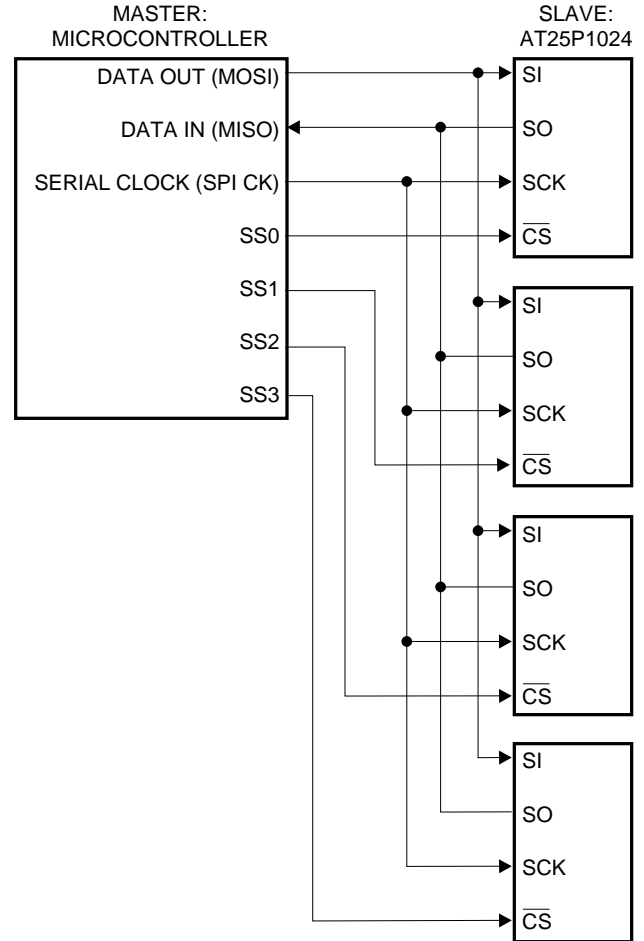 MASTER:
MICROCONTROLLER
SLAVE:
AT25P1024
DATA OUT (MOSI)
DATA IN (MISO)
SERIAL CLOCK (SPI CK)
SS0
SS1
SS2
SS3
SI
SO
SCK
CS
SI
SO
SCK
CS
SI
SO
SCK
CS
SI
SO
SCK
CS